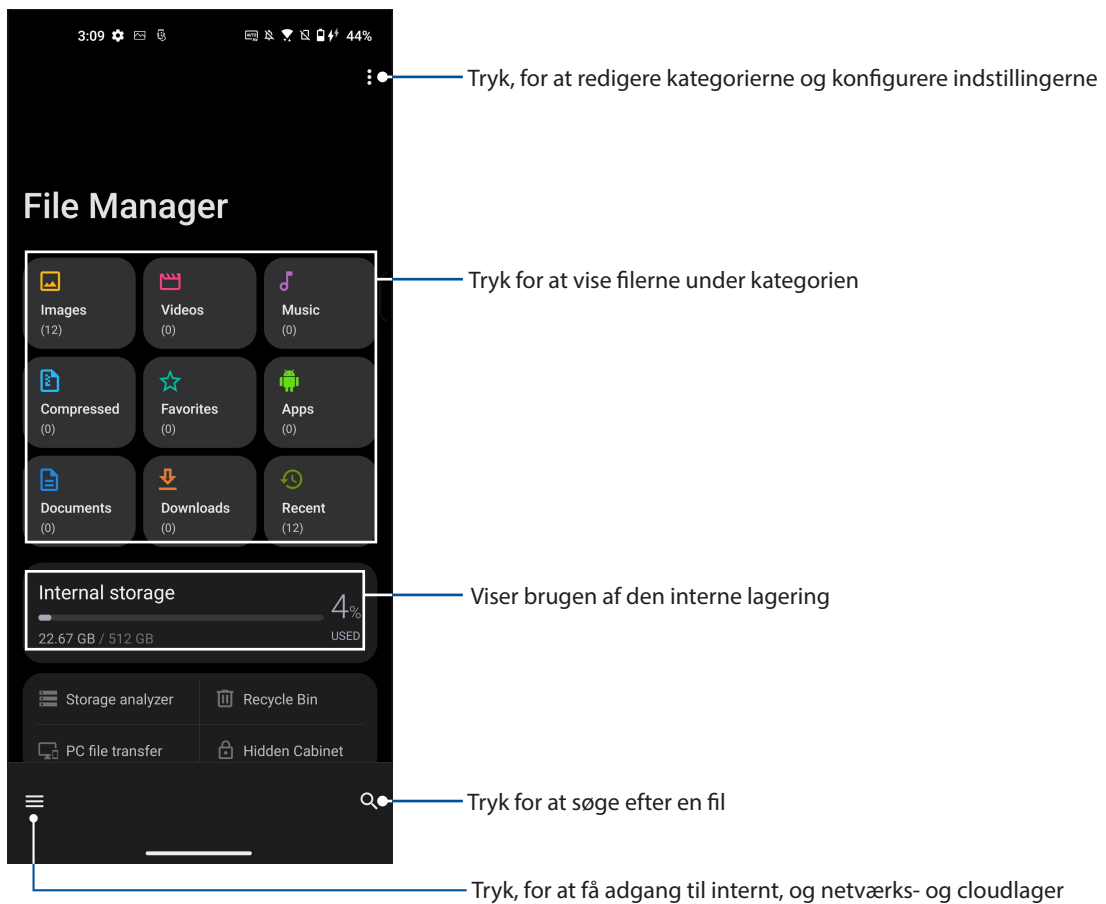 3:09 44%
Tryk, for at redigere kategorierne og konfigurere indstillingerne
File Manager
Tryk for at vise filerne under kategorien
Images Videos Music
(12) (0) (0)
Compressed Favorites Apps
(0) (0) (0)
Documents Downloads Recent
(0) (0) (12)
Internal storage
4%
22.67 GB / 512 GB USED
Viser brugen af den interne lagering
Storage analyzer Recycle Bin
PC file transfer Hidden Cabinet
Tryk for at søge efter en fil
Tryk, for at få adgang til internt, og netværks- og cloudlager